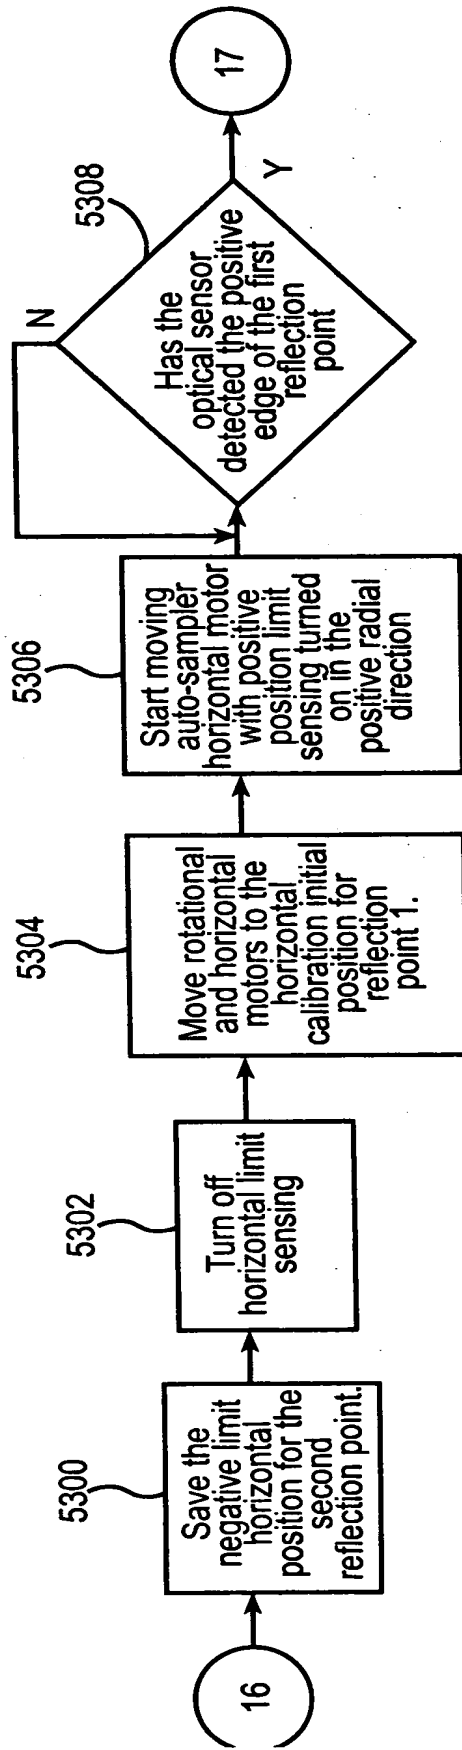 16
5300
Save the
negative limit
horizontal
position for the
second
reflection point.
5302
Turn off
horizontal limit
sensing
5304
Move rotational
and horizontal
motors to the
horizontal
calibration initial
position for
reflection
point 1.
5306
Start moving
auto-sampler
horizontal motor
with positive
position limit
sensing turned
on in the
positive radial
direction
5308
N
Has the
optical sensor
detected the positive
edge of the first
reflection
point
Y
17